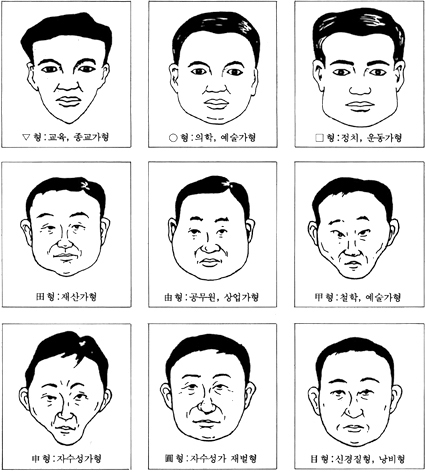 ▽형:교육, 종교가형
○형:의학, 예술가형
□형:정치, 운동가형
田형:재산가형
由형:공무원, 상업가형
甲형:철학, 예술가형
申형:자수성가형
圓형:자수성가 재벌형
目형:신경질형, 낭비형